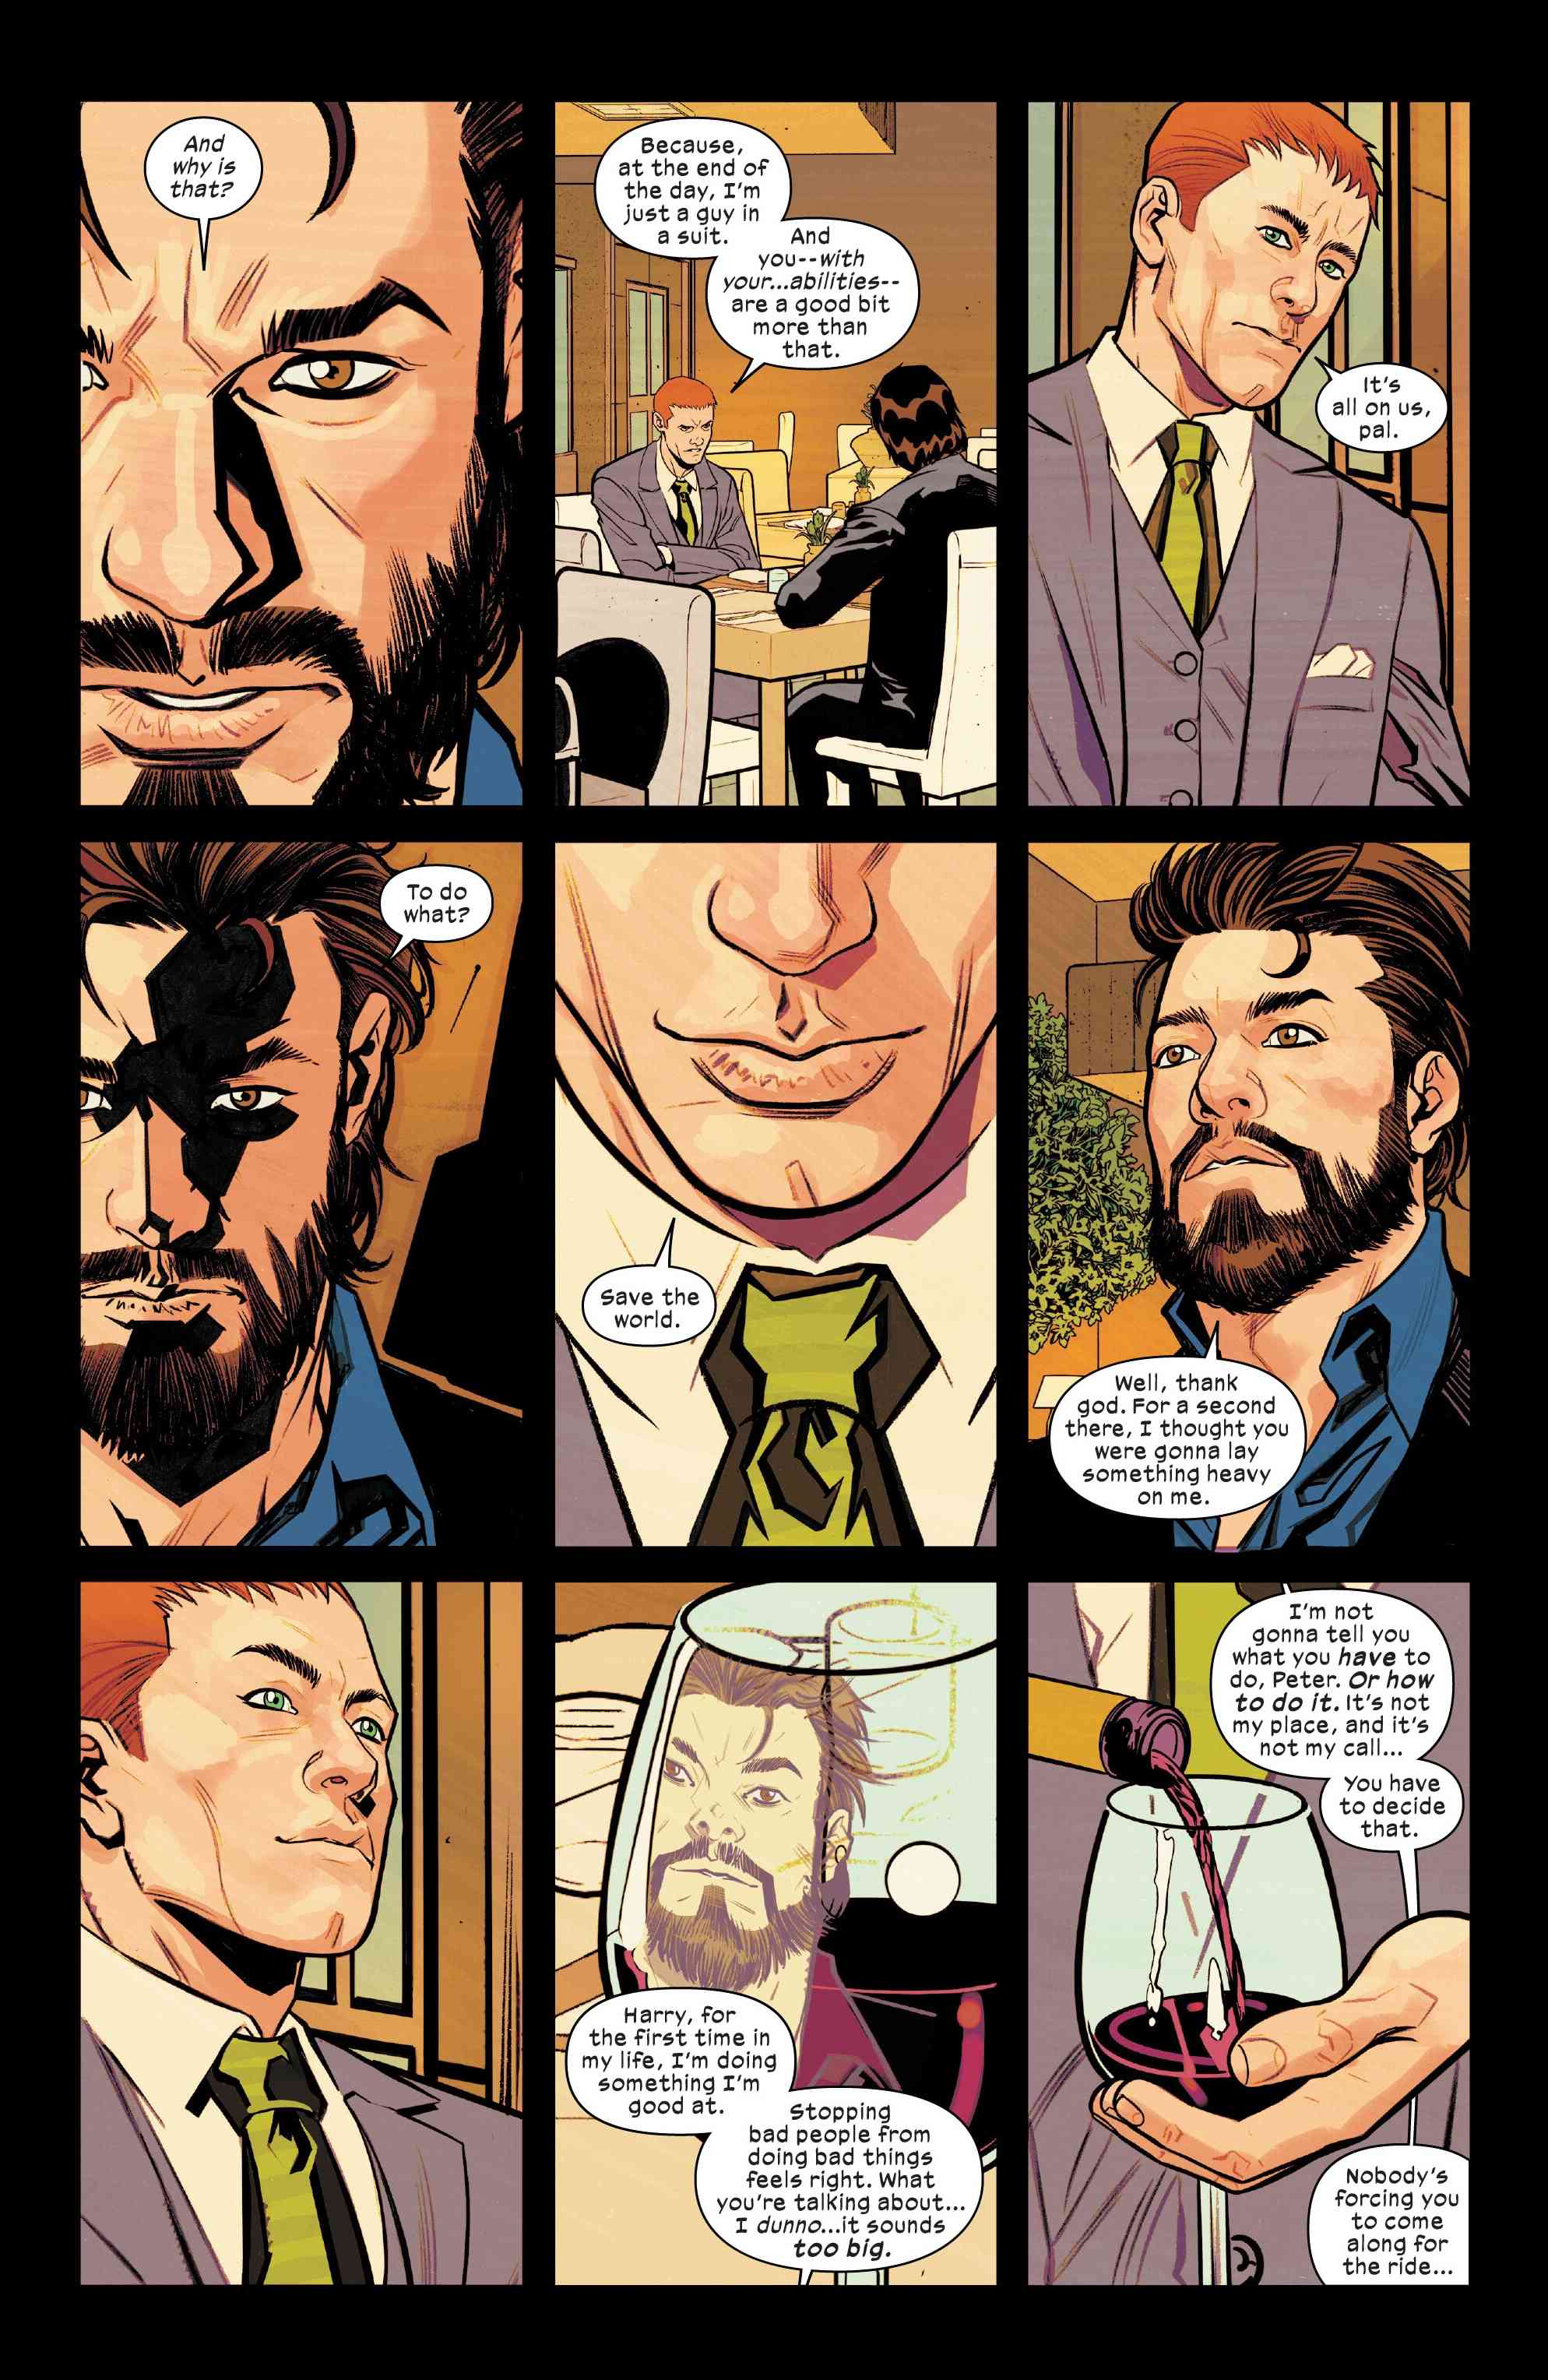 And
why is
that?
Because,
at the end of
the day, I'm
just a guy in
a suit.
And
you--with
your...abilities--
are a good bit
more than
that.
It's
all on us,
pal.
To do
what?
Save the
world.
Well, thank
god. For a second
there, I thought you
were gonna lay
something heavy
on me.
Harry, for
the first time in
my life, I'm doing
something I'm
good at.
Stopping
bad people from
doing bad things
feels right. What
you're talking about...
I dunno...it sounds
too big.
I'm not
gonna tell you
what you have to
do, Peter. Or how
to do it. It's not
my place, and it's
not my call...
You have
to decide
that.
Nobody's
forcing you
to come
along for
the ride...